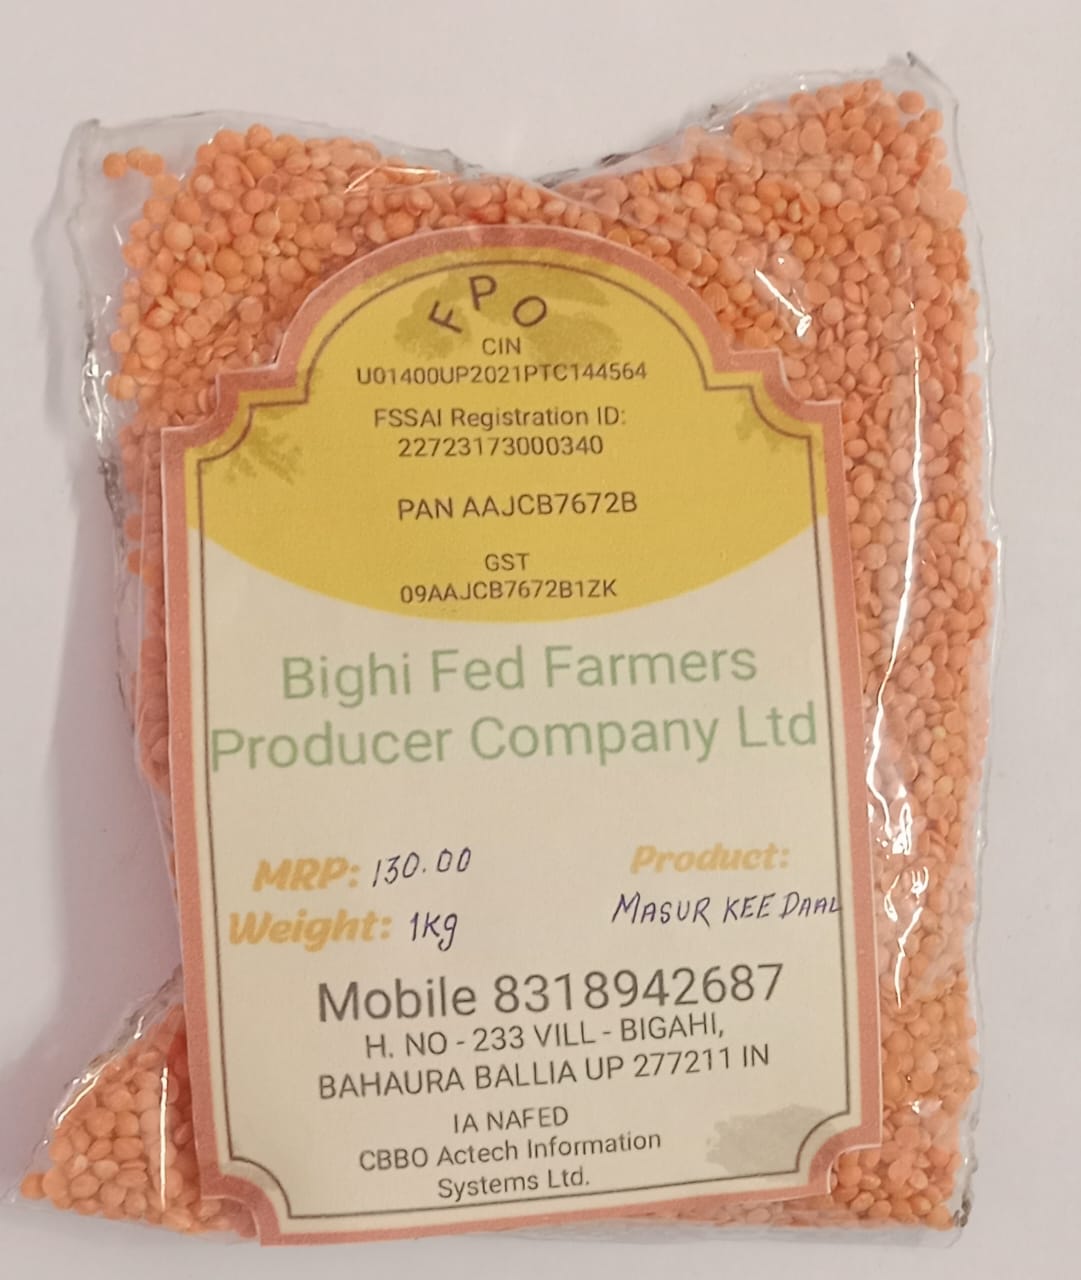 FPO
CIN
U01400UP2021PTC144564
FSSAI Registration ID:
22723173000340
PAN AAJCB7672B
GST
09AAJCB7672B1ZK
Bighi Fed Farmers
Producer Company Ltd
MRP: 130.00
Weight: 1Kg
Product:
MASUR KEE DAAL
Mobile 8318942687
H. NO - 233 VILL - BIGAHI,
BAHAURA BALLIA UP 277211 IN
IA NAFED
CBBO Actech Information
Systems Ltd.